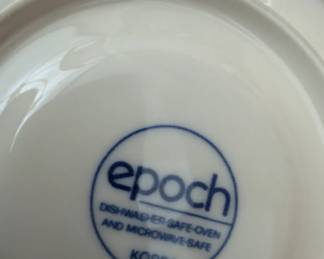 epoch
DISHWASHER-SAFE-OVEN
AND MICROWAVE-SAFE